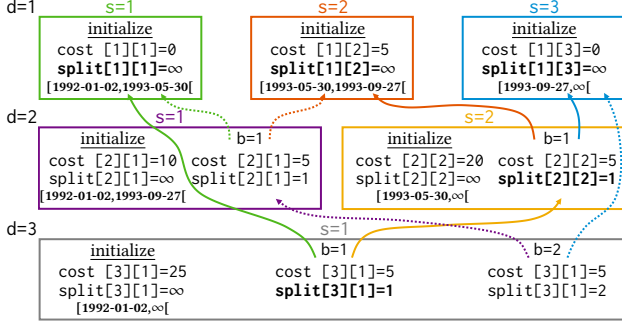 d=1
s=1
s=2
s=3
initialize
cost [1][1]=0
split[1][1]=∞
[1992-01-02,1993-05-30[
initialize
cost [1][2]=5
split[1][2]=∞
[1993-05-30,1993-09-27[
initialize
cost [1][3]=0
split[1][3]=∞
[1993-09-27,∞[
d=2
s=1
s=2
initialize
cost [2][1]=10
split[2][1]=∞
[1992-01-02,1993-09-27[
b=1
cost [2][1]=5
split[2][1]=1
initialize
cost [2][2]=20
split[2][2]=∞
[1993-05-30,∞[
b=1
cost [2][2]=5
split[2][2]=1
d=3
s=1
initialize
cost [3][1]=25
split[3][1]=∞
[1992-01-02,∞[
b=1
cost [3][1]=5
split[3][1]=1
b=2
cost [3][1]=5
split[3][1]=2